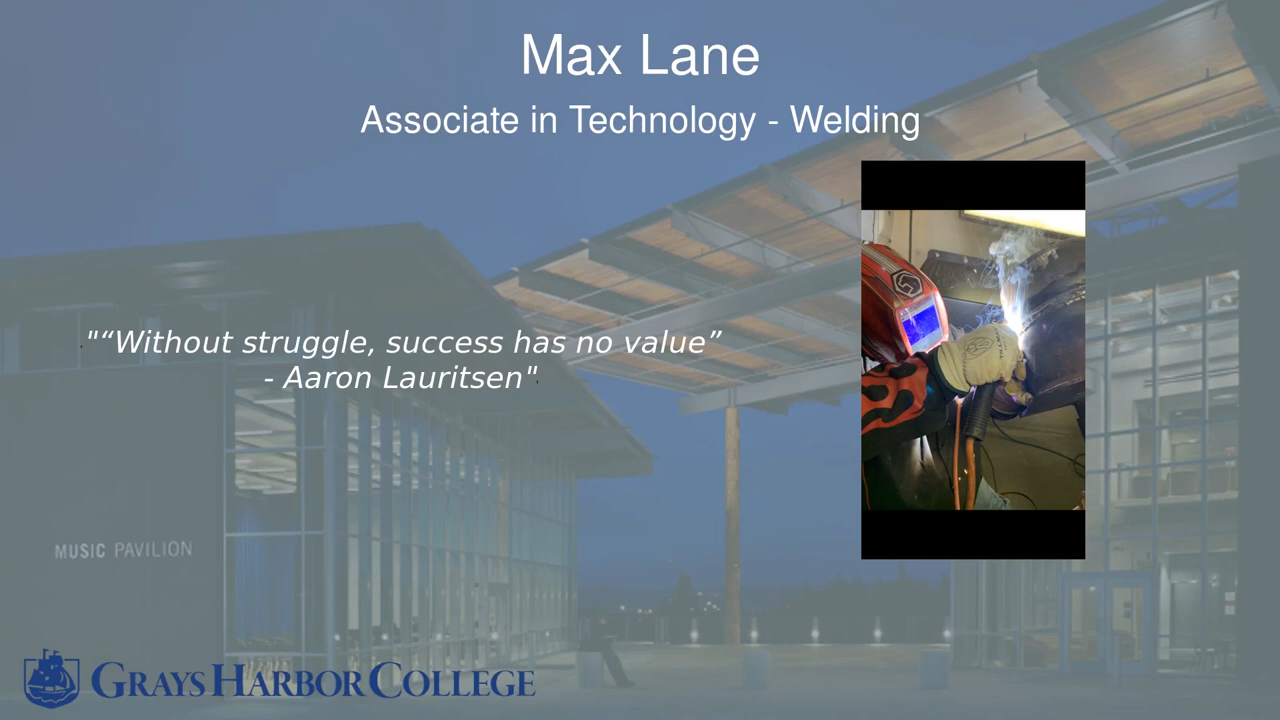 Max Lane
Associate in Technology - Welding
"“Without struggle, success has no value”
- Aaron Lauritsen"
MUSIC PAVILION
GRAYS HARBOR COLLEGE